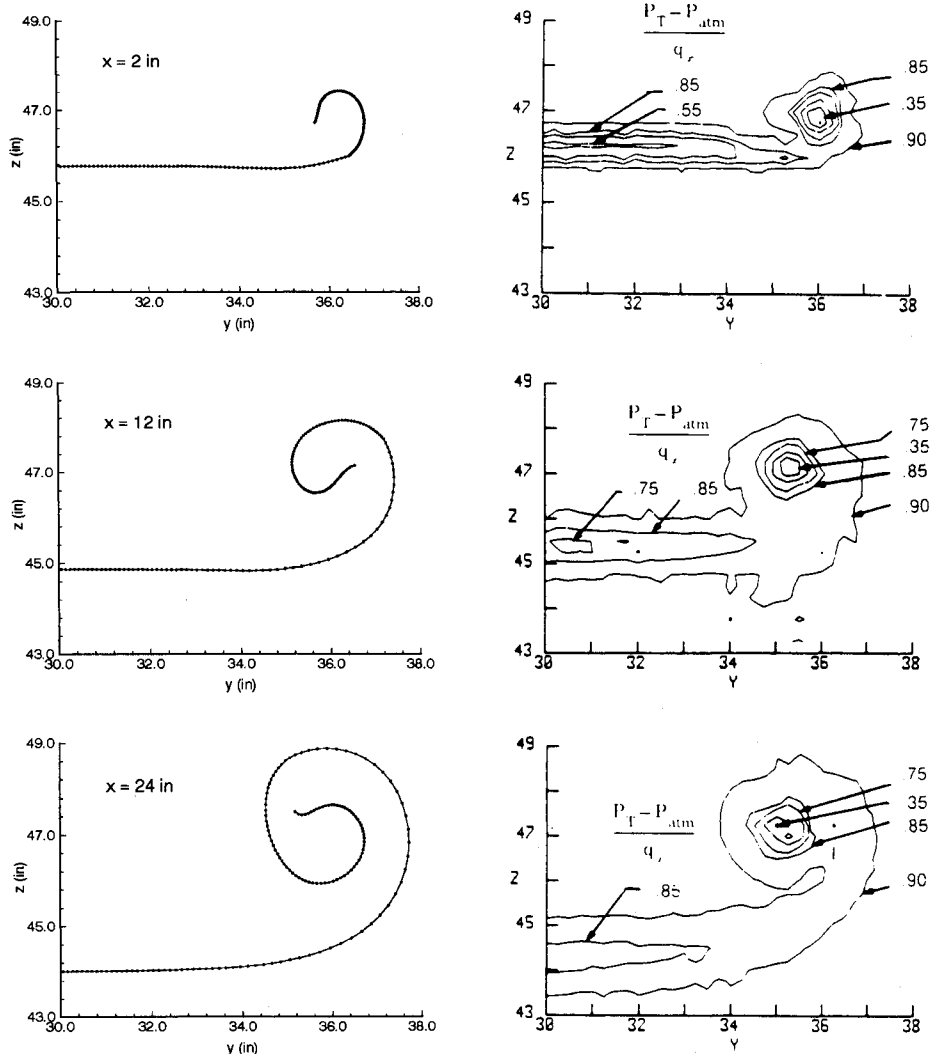 49.0
47.0
45.0
43.0
z (in)
x = 2 in
30.0 32.0 34.0 36.0 38.0
y (in)
P_T – P_atm
.85
.55
.85
.35
.90
49
47
Z
45
43
30 32 34 36 38
Y
49.0
47.0
45.0
43.0
z (in)
x = 12 in
30.0 32.0 34.0 36.0 38.0
y (in)
P_T – P_atm
.75 .85
.75
.35
.85
.90
49
47
Z
45
43
30 32 34 36 38
Y
49.0
47.0
45.0
43.0
z (in)
x = 24 in
30.0 32.0 34.0 36.0 38.0
y (in)
P_T – P_atm
.85
.75
.35
.85
.90
49
47
Z
45
43
30 32 34 36 38
Y